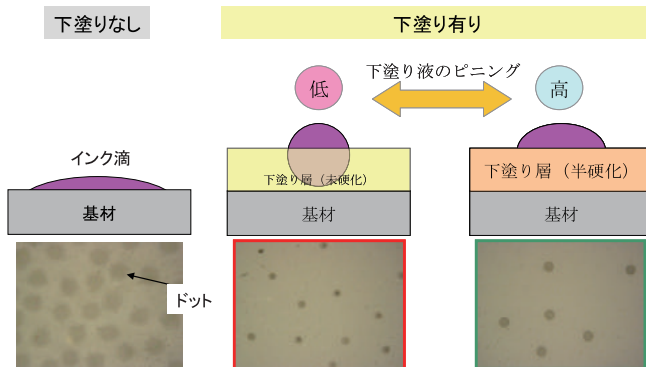 下塗りなし
下塗り有り
下塗り液のピニング
低
高
インク滴
下塗り層（未硬化）
下塗り層（半硬化）
基材
基材
基材
ドット